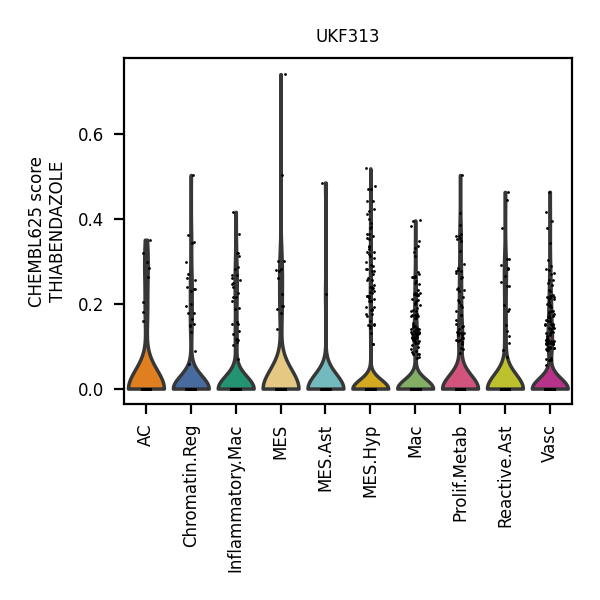 UKF313
CHEMBL625 score
THIABENDAZOLE
0.6
0.4
0.2
0.0
AC
Chromatin.Reg
Inflammatory.Mac
MES
MES.Ast
MES.Hyp
Mac
Prolif.Metab
Reactive.Ast
Vasc